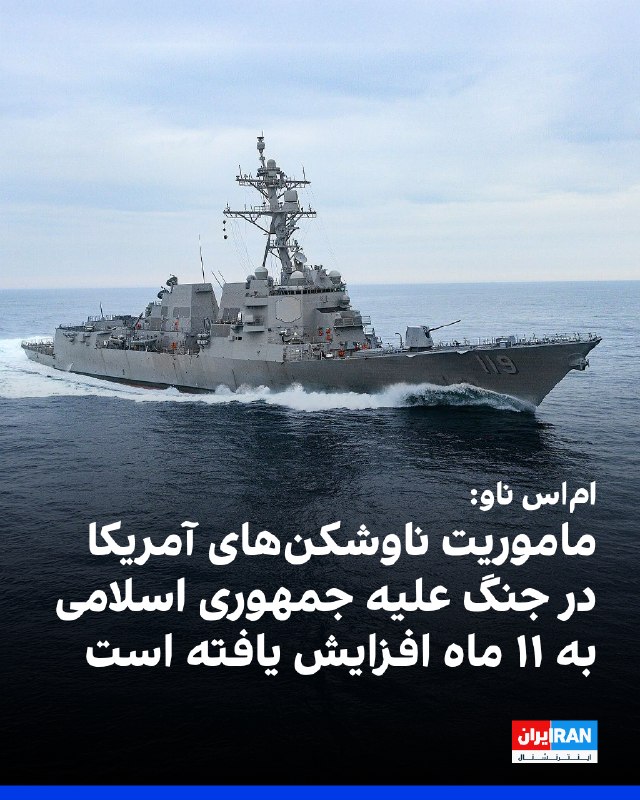 119
ام‌اس ناو:
ماموریت ناوشکن‌های آمریکا
در جنگ علیه جمهوری اسلامی
به ۱۱ ماه افزایش یافته است
IRAN ایران
اینترنشنال